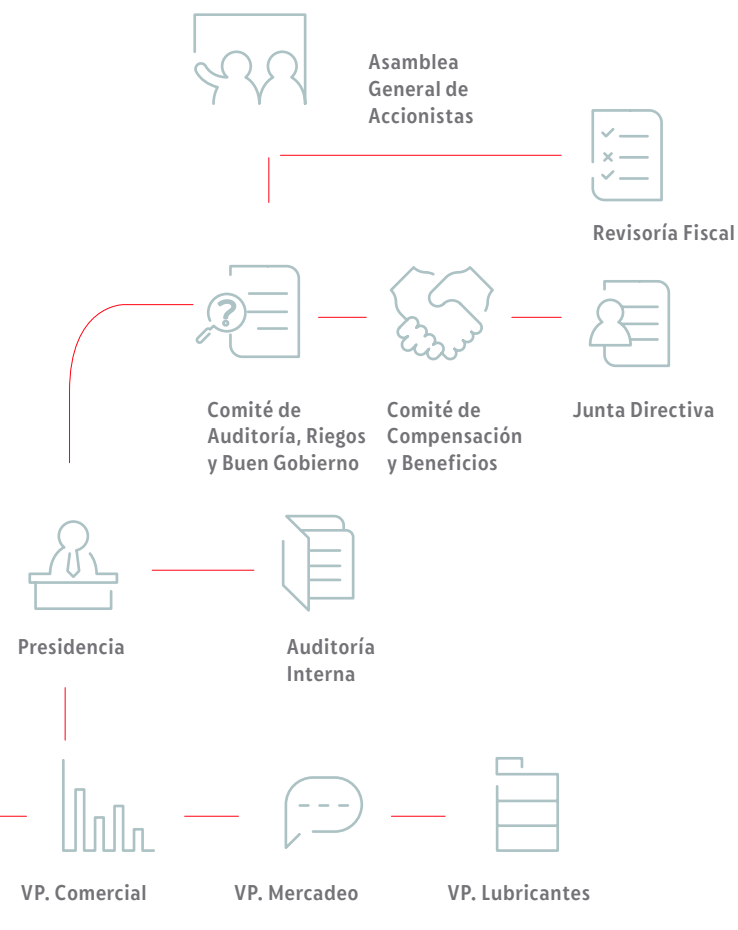 Asamblea
General de
Accionistas
Revisoría Fiscal
Comité de
Auditoría, Riegos
y Buen Gobierno
Comité de
Compensación
y Beneficios
Junta Directiva
Presidencia
Auditoría
Interna
VP. Comercial
VP. Mercadeo
VP. Lubricantes